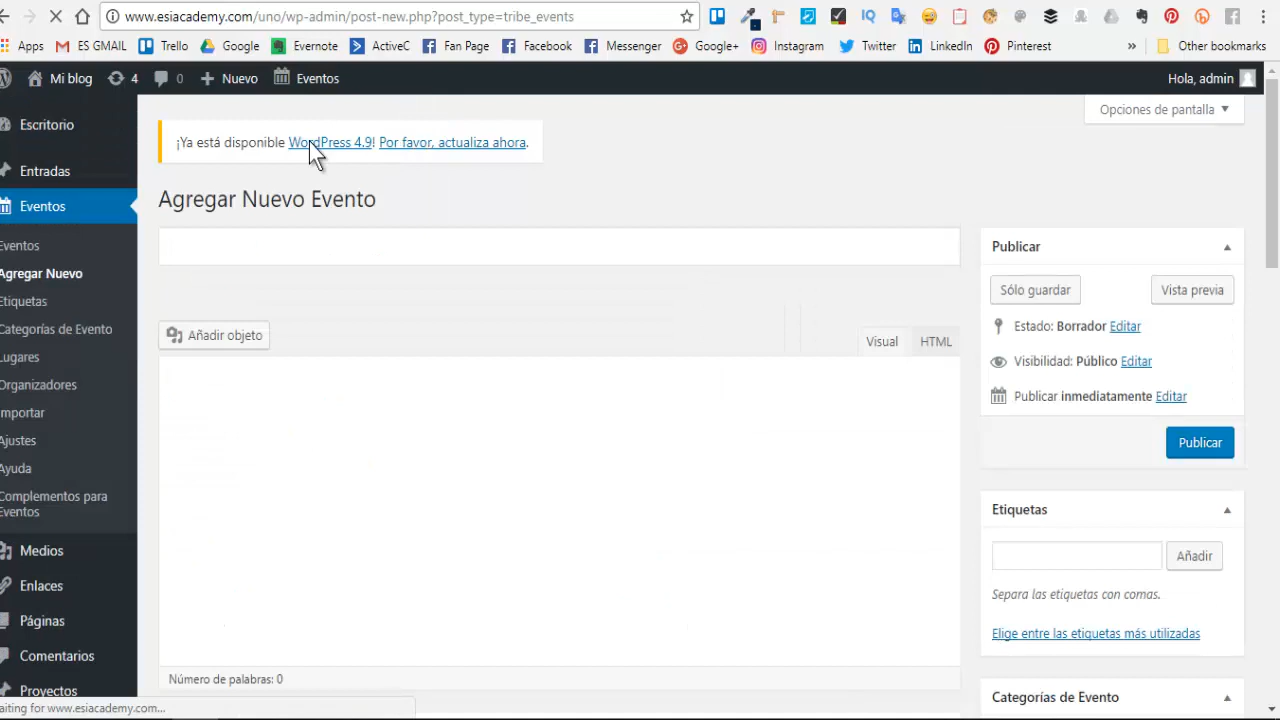 www.esiacademy.com/uno/wp-admin/post-new.php?post_type=tribe_events
Apps ES GMAIL Trello Google Evernote ActiveC Fan Page Facebook Messenger Google+ Instagram Twitter LinkedIn Pinterest » Other bookmarks
Mi blog 4 0 + Nuevo Eventos Hola, admin
Opciones de pantalla
Escritorio
Entradas
Eventos
Eventos
Agregar Nuevo
Etiquetas
Categorías de Evento
Lugares
Organizadores
Importar
Ajustes
Ayuda
Complementos para
Eventos
Medios
Enlaces
Páginas
Comentarios
Proyectos
¡Ya está disponible WordPress 4.9! Por favor, actualiza ahora.
Agregar Nuevo Evento
Añadir objeto
Visual HTML
Número de palabras: 0
Publicar
Sólo guardar Vista previa
Estado: Borrador Editar
Visibilidad: Público Editar
Publicar inmediatamente Editar
Publicar
Etiquetas
Añadir
Separa las etiquetas con comas.
Elige entre las etiquetas más utilizadas
Categorías de Evento
aiting for www.esiacademy.com...